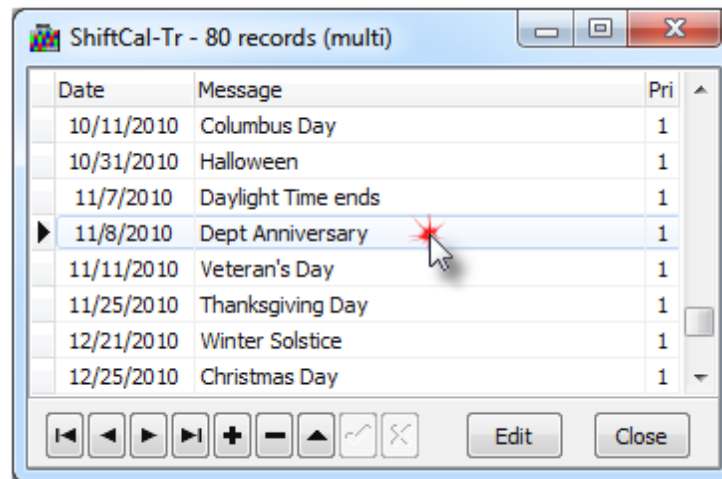 ShiftCal-Tr - 80 records (multi)
Date Message Pri
10/11/2010 Columbus Day 1
10/31/2010 Halloween 1
11/7/2010 Daylight Time ends 1
11/8/2010 Dept Anniversary 1
11/11/2010 Veteran's Day 1
11/25/2010 Thanksgiving Day 1
12/21/2010 Winter Solstice 1
12/25/2010 Christmas Day 1
Edit Close